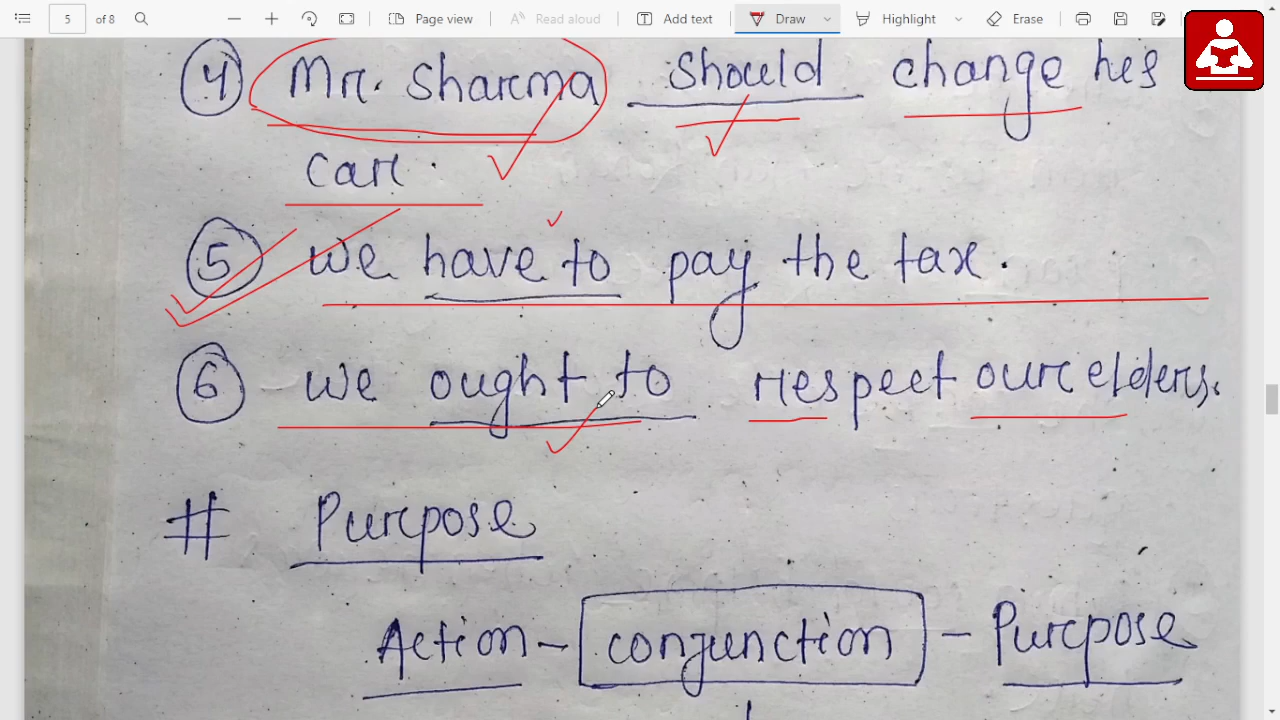 5 of 8 Page view Read aloud Add text Draw Highlight Erase
4 Mr. Sharma should change his
car.
5 We have to pay the tax.
6 We ought to respect our elders.
# Purpose
Action - conjunction - Purpose